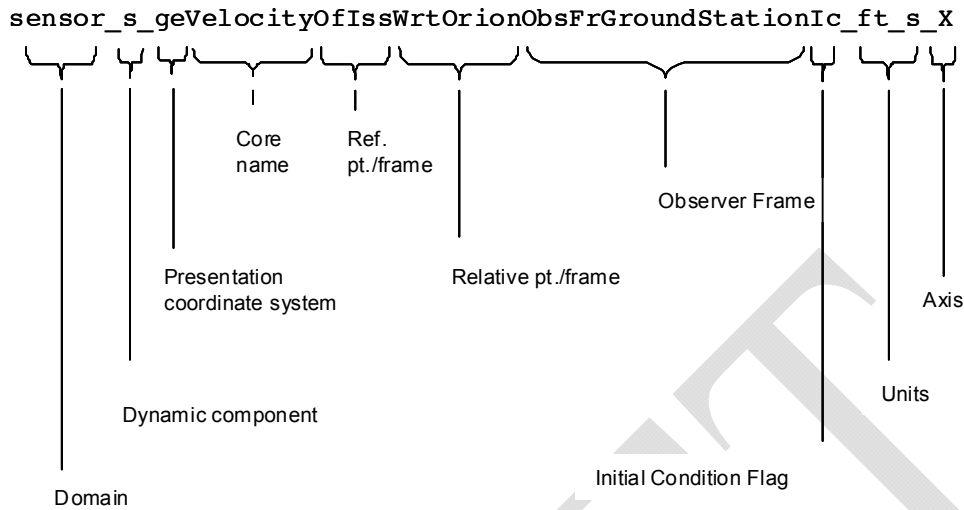 sensor_s_geVelocityOfIssWrtOrionObsFrGroundStationIc_ft_s_X
Core
name
Ref.
pt./frame
Observer Frame
Presentation
coordinate system
Relative pt./frame
Axis
Units
Dynamic component
Initial Condition Flag
Domain